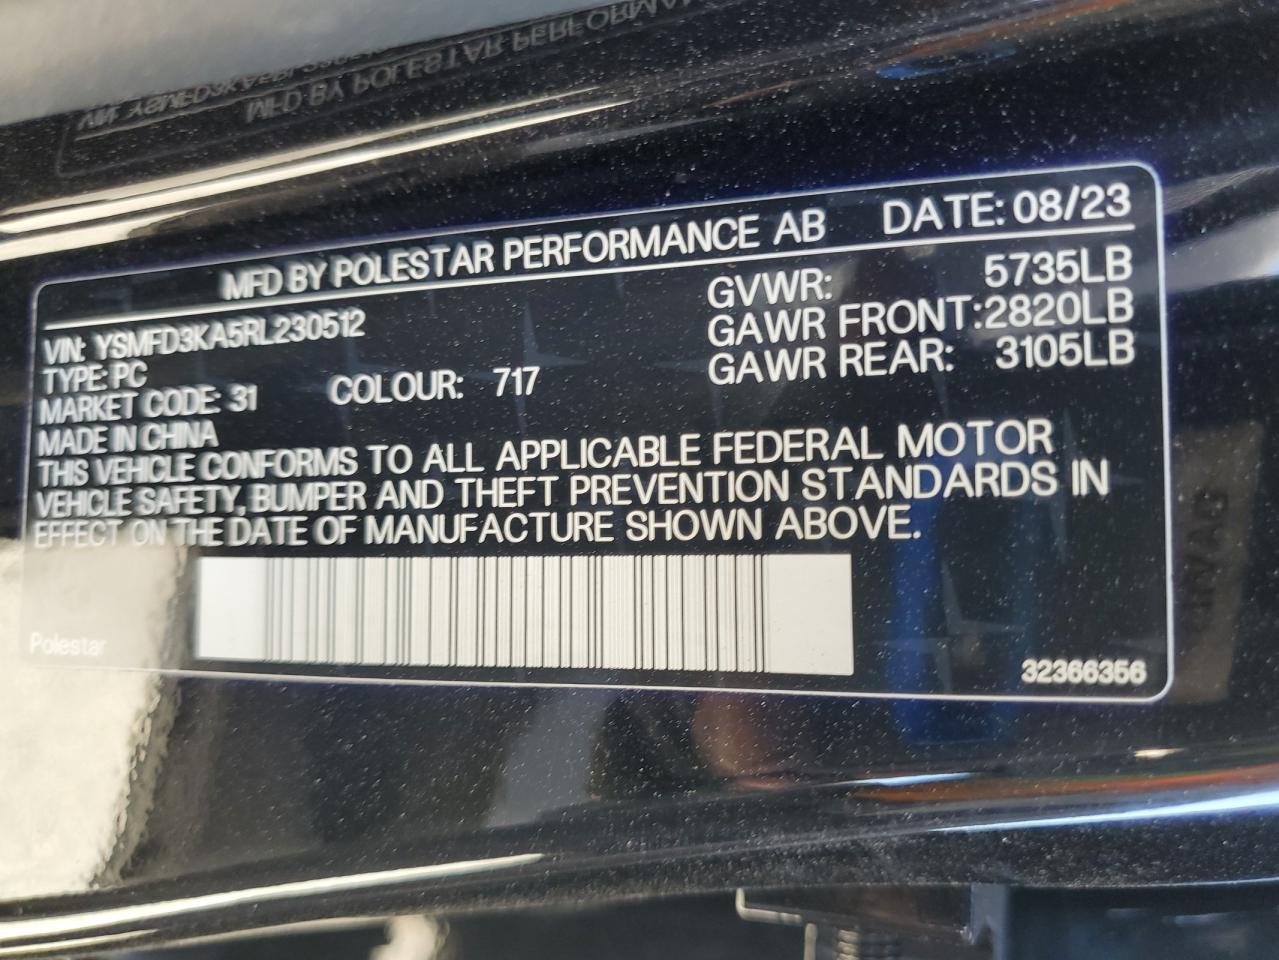 MFD BY POLESTAR PERFORMANCE AB DATE: 08/23
VIN: YSMFD3KA5RL230512
TYPE: PC
MARKET CODE: 31 COLOUR: 717
MADE IN CHINA
GVWR: 5735LB
GAWR FRONT:2820LB
GAWR REAR: 3105LB
THIS VEHICLE CONFORMS TO ALL APPLICABLE FEDERAL MOTOR
VEHICLE SAFETY, BUMPER AND THEFT PREVENTION STANDARDS IN
EFFECT ON THE DATE OF MANUFACTURE SHOWN ABOVE.
Polestar
32366356